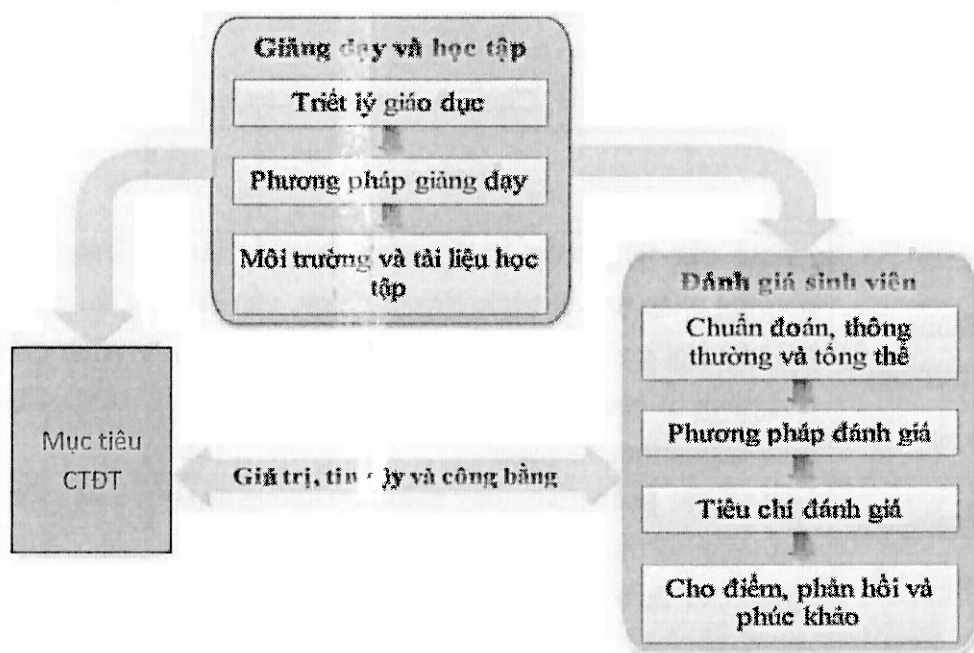 Giảng dạy và học tập
Triết lý giáo dục
Phương pháp giảng dạy
Môi trường và tài liệu học
tập
Đánh giá sinh viên
Chuẩn đoán, thông
thường và tổng thể
Phương pháp đánh giá
Tiêu chí đánh giá
Cho điểm, phản hồi và
phúc khảo
Mục tiêu
CTĐT
Giá trị, tin cậy và công bằng